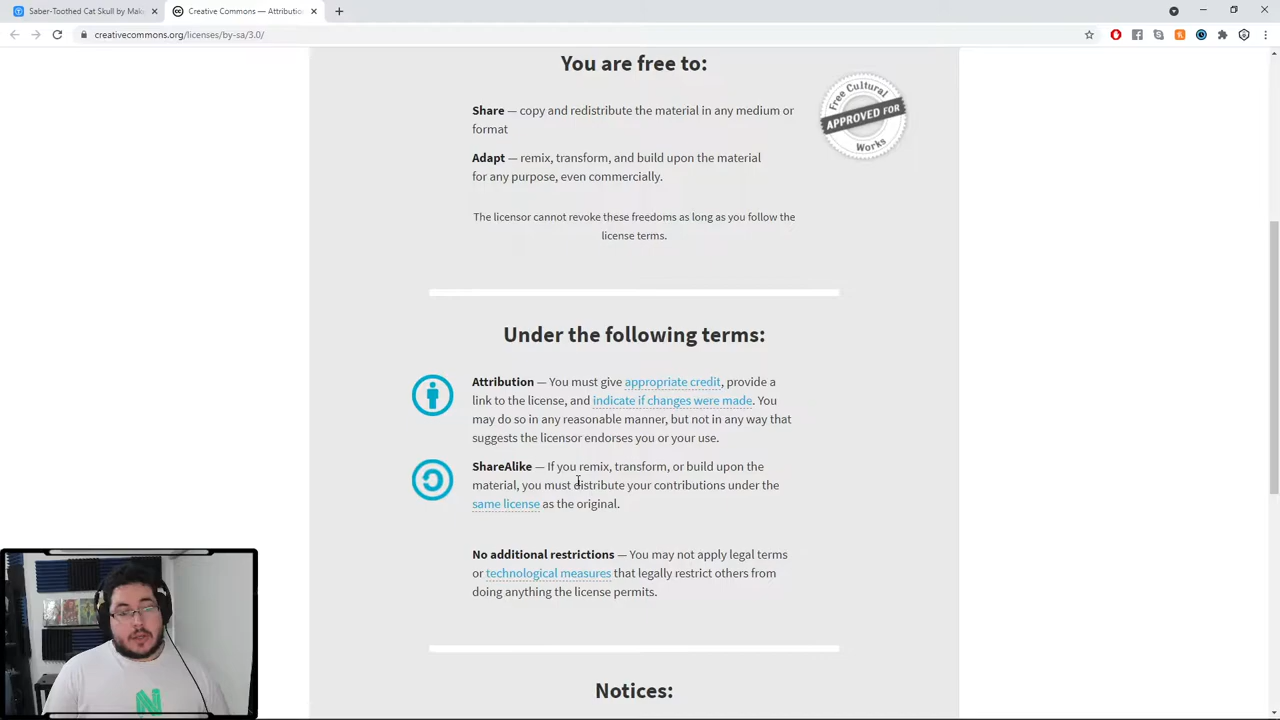 Saber-Toothed Cat Skull by Make
Creative Commons — Attributio
creativecommons.org/licenses/by-sa/3.0/
You are free to:
Share — copy and redistribute the material in any medium or
format
Adapt — remix, transform, and build upon the material
for any purpose, even commercially.
The licensor cannot revoke these freedoms as long as you follow the
license terms.
Free Cultural
APPROVED FOR
Works
Under the following terms:
Attribution — You must give appropriate credit, provide a
link to the license, and indicate if changes were made. You
may do so in any reasonable manner, but not in any way that
suggests the licensor endorses you or your use.
ShareAlike — If you remix, transform, or build upon the
material, you must distribute your contributions under the
same license as the original.
No additional restrictions — You may not apply legal terms
or technological measures that legally restrict others from
doing anything the license permits.
Notices: